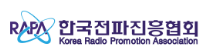 RAPA 한국전파진흥협회
Korea Radio Promotion Association